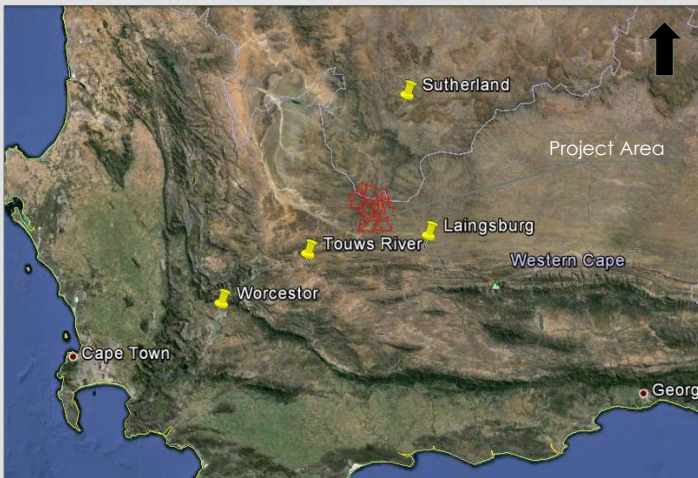 Sutherland
Project Area
Laingsburg
Touws River
Western Cape
Worcestor
Cape Town
Georg